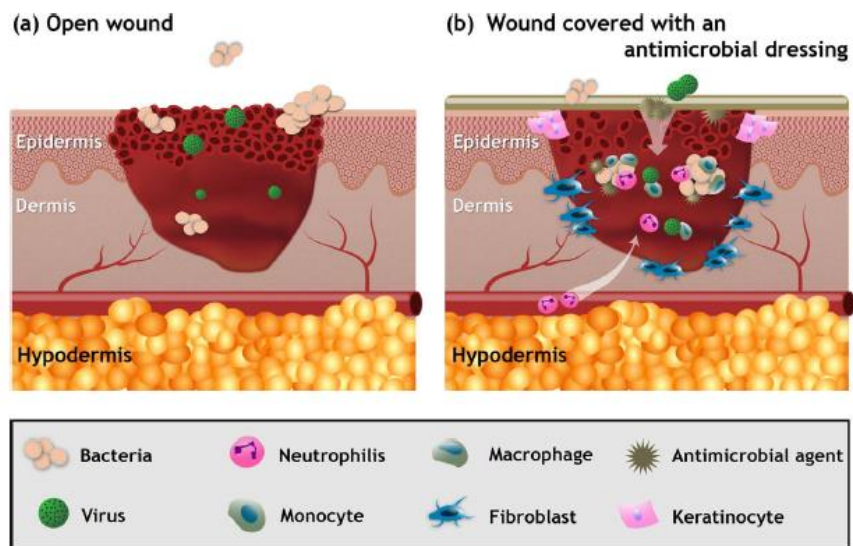 (a) Open wound
(b) Wound covered with an
antimicrobial dressing
Epidermis
Dermis
Hypodermis
Epidermis
Dermis
Hypodermis
Bacteria
Neutrophilis
Macrophage
Antimicrobial agent
Virus
Monocyte
Fibroblast
Keratinocyte